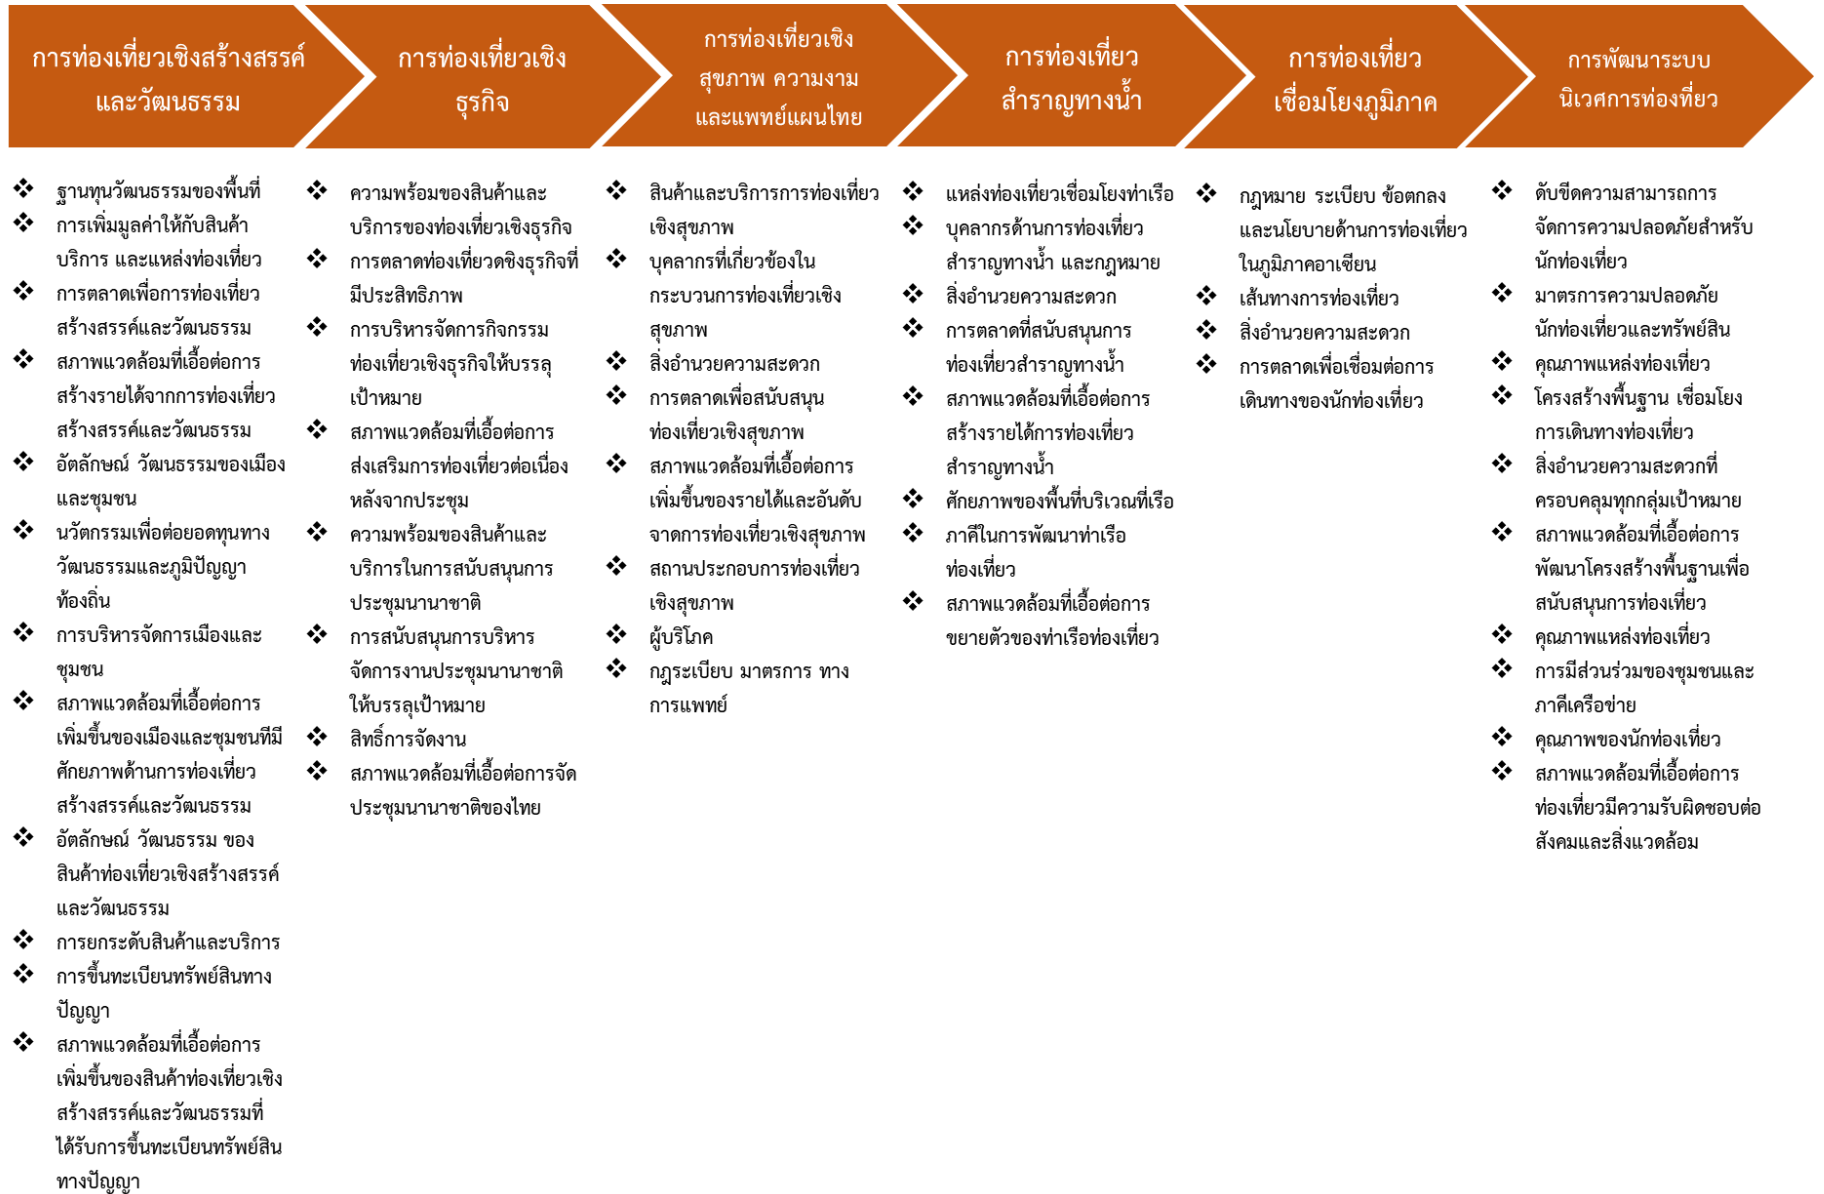 การท่องเที่ยวเชิงสร้างสรรค์
และวัฒนธรรม
การท่องเที่ยวเชิง
ธุรกิจ
การท่องเที่ยวเชิง
สุขภาพ ความงาม
และแพทย์แผนไทย
การท่องเที่ยว
สำราญทางน้ำ
การท่องเที่ยว
เชื่อมโยงภูมิภาค
การพัฒนาระบบ
นิเวศการท่องที่ยว
❖ ฐานทุนวัฒนธรรมของพื้นที่
❖ การเพิ่มมูลค่าให้กับสินค้า
บริการ และแหล่งท่องเที่ยว
❖ การตลาดเพื่อการท่องเที่ยว
สร้างสรรค์และวัฒนธรรม
❖ สภาพแวดล้อมที่เอื้อต่อการ
สร้างรายได้จากการท่องเที่ยว
สร้างสรรค์และวัฒนธรรม
❖ อัตลักษณ์ วัฒนธรรมของเมือง
และชุมชน
❖ นวัตกรรมเพื่อต่อยอดทุนทาง
วัฒนธรรมและภูมิปัญญา
ท้องถิ่น
❖ การบริหารจัดการเมืองและ
ชุมชน
❖ สภาพแวดล้อมที่เอื้อต่อการ
เพิ่มขึ้นของเมืองและชุมชนทีมี
ศักยภาพด้านการท่องเที่ยว
สร้างสรรค์และวัฒนธรรม
❖ อัตลักษณ์ วัฒนธรรม ของ
สินค้าท่องเที่ยวเชิงสร้างสรรค์
และวัฒนธรรม
❖ การยกระดับสินค้าและบริการ
❖ การขึ้นทะเบียนทรัพย์สินทาง
ปัญญา
❖ สภาพแวดล้อมที่เอื้อต่อการ
เพิ่มขึ้นของสินค้าท่องเที่ยวเชิง
สร้างสรรค์และวัฒนธรรมที่
ได้รับการขึ้นทะเบียนทรัพย์สิน
ทางปัญญา
❖ ความพร้อมของสินค้าและ
บริการของท่องเที่ยวเชิงธุรกิจ
❖ การตลาดท่องเที่ยวดชิงธุรกิจที่
มีประสิทธิภาพ
❖ การบริหารจัดการกิจกรรม
ท่องเที่ยวเชิงธุรกิจให้บรรลุ
เป้าหมาย
❖ สภาพแวดล้อมที่เอื้อต่อการ
ส่งเสริมการท่องเที่ยวต่อเนื่อง
หลังจากประชุม
❖ ความพร้อมของสินค้าและ
บริการในการสนับสนุนการ
ประชุมนานาชาติ
❖ การสนับสนุนการบริหาร
จัดการงานประชุมนานาชาติ
ให้บรรลุเป้าหมาย
❖ สิทธิ์การจัดงาน
❖ สภาพแวดล้อมที่เอื้อต่อการจัด
ประชุมนานาชาติของไทย
❖ สินค้าและบริการการท่องเที่ยว
เชิงสุขภาพ
❖ บุคลากรที่เกี่ยวข้องใน
กระบวนการท่องเที่ยวเชิง
สุขภาพ
❖ สิ่งอำนวยความสะดวก
❖ การตลาดเพื่อสนับสนุน
ท่องเที่ยวเชิงสุขภาพ
❖ สภาพแวดล้อมที่เอื้อต่อการ
เพิ่มขึ้นของรายได้และอันดับ
จาดการท่องเที่ยวเชิงสุขภาพ
❖ สถานประกอบการท่องเที่ยว
เชิงสุขภาพ
❖ ผู้บริโภค
❖ กฎระเบียบ มาตรการ ทาง
การแพทย์
❖ แหล่งท่องเที่ยวเชื่อมโยงท่าเรือ
❖ บุคลากรด้านการท่องเที่ยว
สำราญทางน้ำ และกฎหมาย
❖ สิ่งอำนวยความสะดวก
❖ การตลาดที่สนับสนุนการ
ท่องเที่ยวสำราญทางน้ำ
❖ สภาพแวดล้อมที่เอื้อต่อการ
สร้างรายได้การท่องเที่ยว
สำราญทางน้ำ
❖ ศักยภาพของพื้นที่บริเวณที่เรือ
❖ ภาคีในการพัฒนาท่าเรือ
ท่องเที่ยว
❖ สภาพแวดล้อมที่เอื้อต่อการ
ขยายตัวของท่าเรือท่องเที่ยว
❖ กฎหมาย ระเบียบ ข้อตกลง
และนโยบายด้านการท่องเที่ยว
ในภูมิภาคอาเซียน
❖ เส้นทางการท่องเที่ยว
❖ สิ่งอำนวยความสะดวก
❖ การตลาดเพื่อเชื่อมต่อการ
เดินทางของนักท่องเที่ยว
❖ ดับขีดความสามารถการ
จัดการความปลอดภัยสำหรับ
นักท่องเที่ยว
❖ มาตรการความปลอดภัย
นักท่องเที่ยวและทรัพย์สิน
❖ คุณภาพแหล่งท่องเที่ยว
❖ โครงสร้างพื้นฐาน เชื่อมโยง
การเดินทางท่องเที่ยว
❖ สิ่งอำนวยความสะดวกที่
ครอบคลุมทุกกลุ่มเป้าหมาย
❖ สภาพแวดล้อมที่เอื้อต่อการ
พัฒนาโครงสร้างพื้นฐานเพื่อ
สนับสนุนการท่องเที่ยว
❖ คุณภาพแหล่งท่องเที่ยว
❖ การมีส่วนร่วมของชุมชนและ
ภาคีเครือข่าย
❖ คุณภาพของนักท่องเที่ยว
❖ สภาพแวดล้อมที่เอื้อต่อการ
ท่องเที่ยวมีความรับผิดชอบต่อ
สังคมและสิ่งแวดล้อม